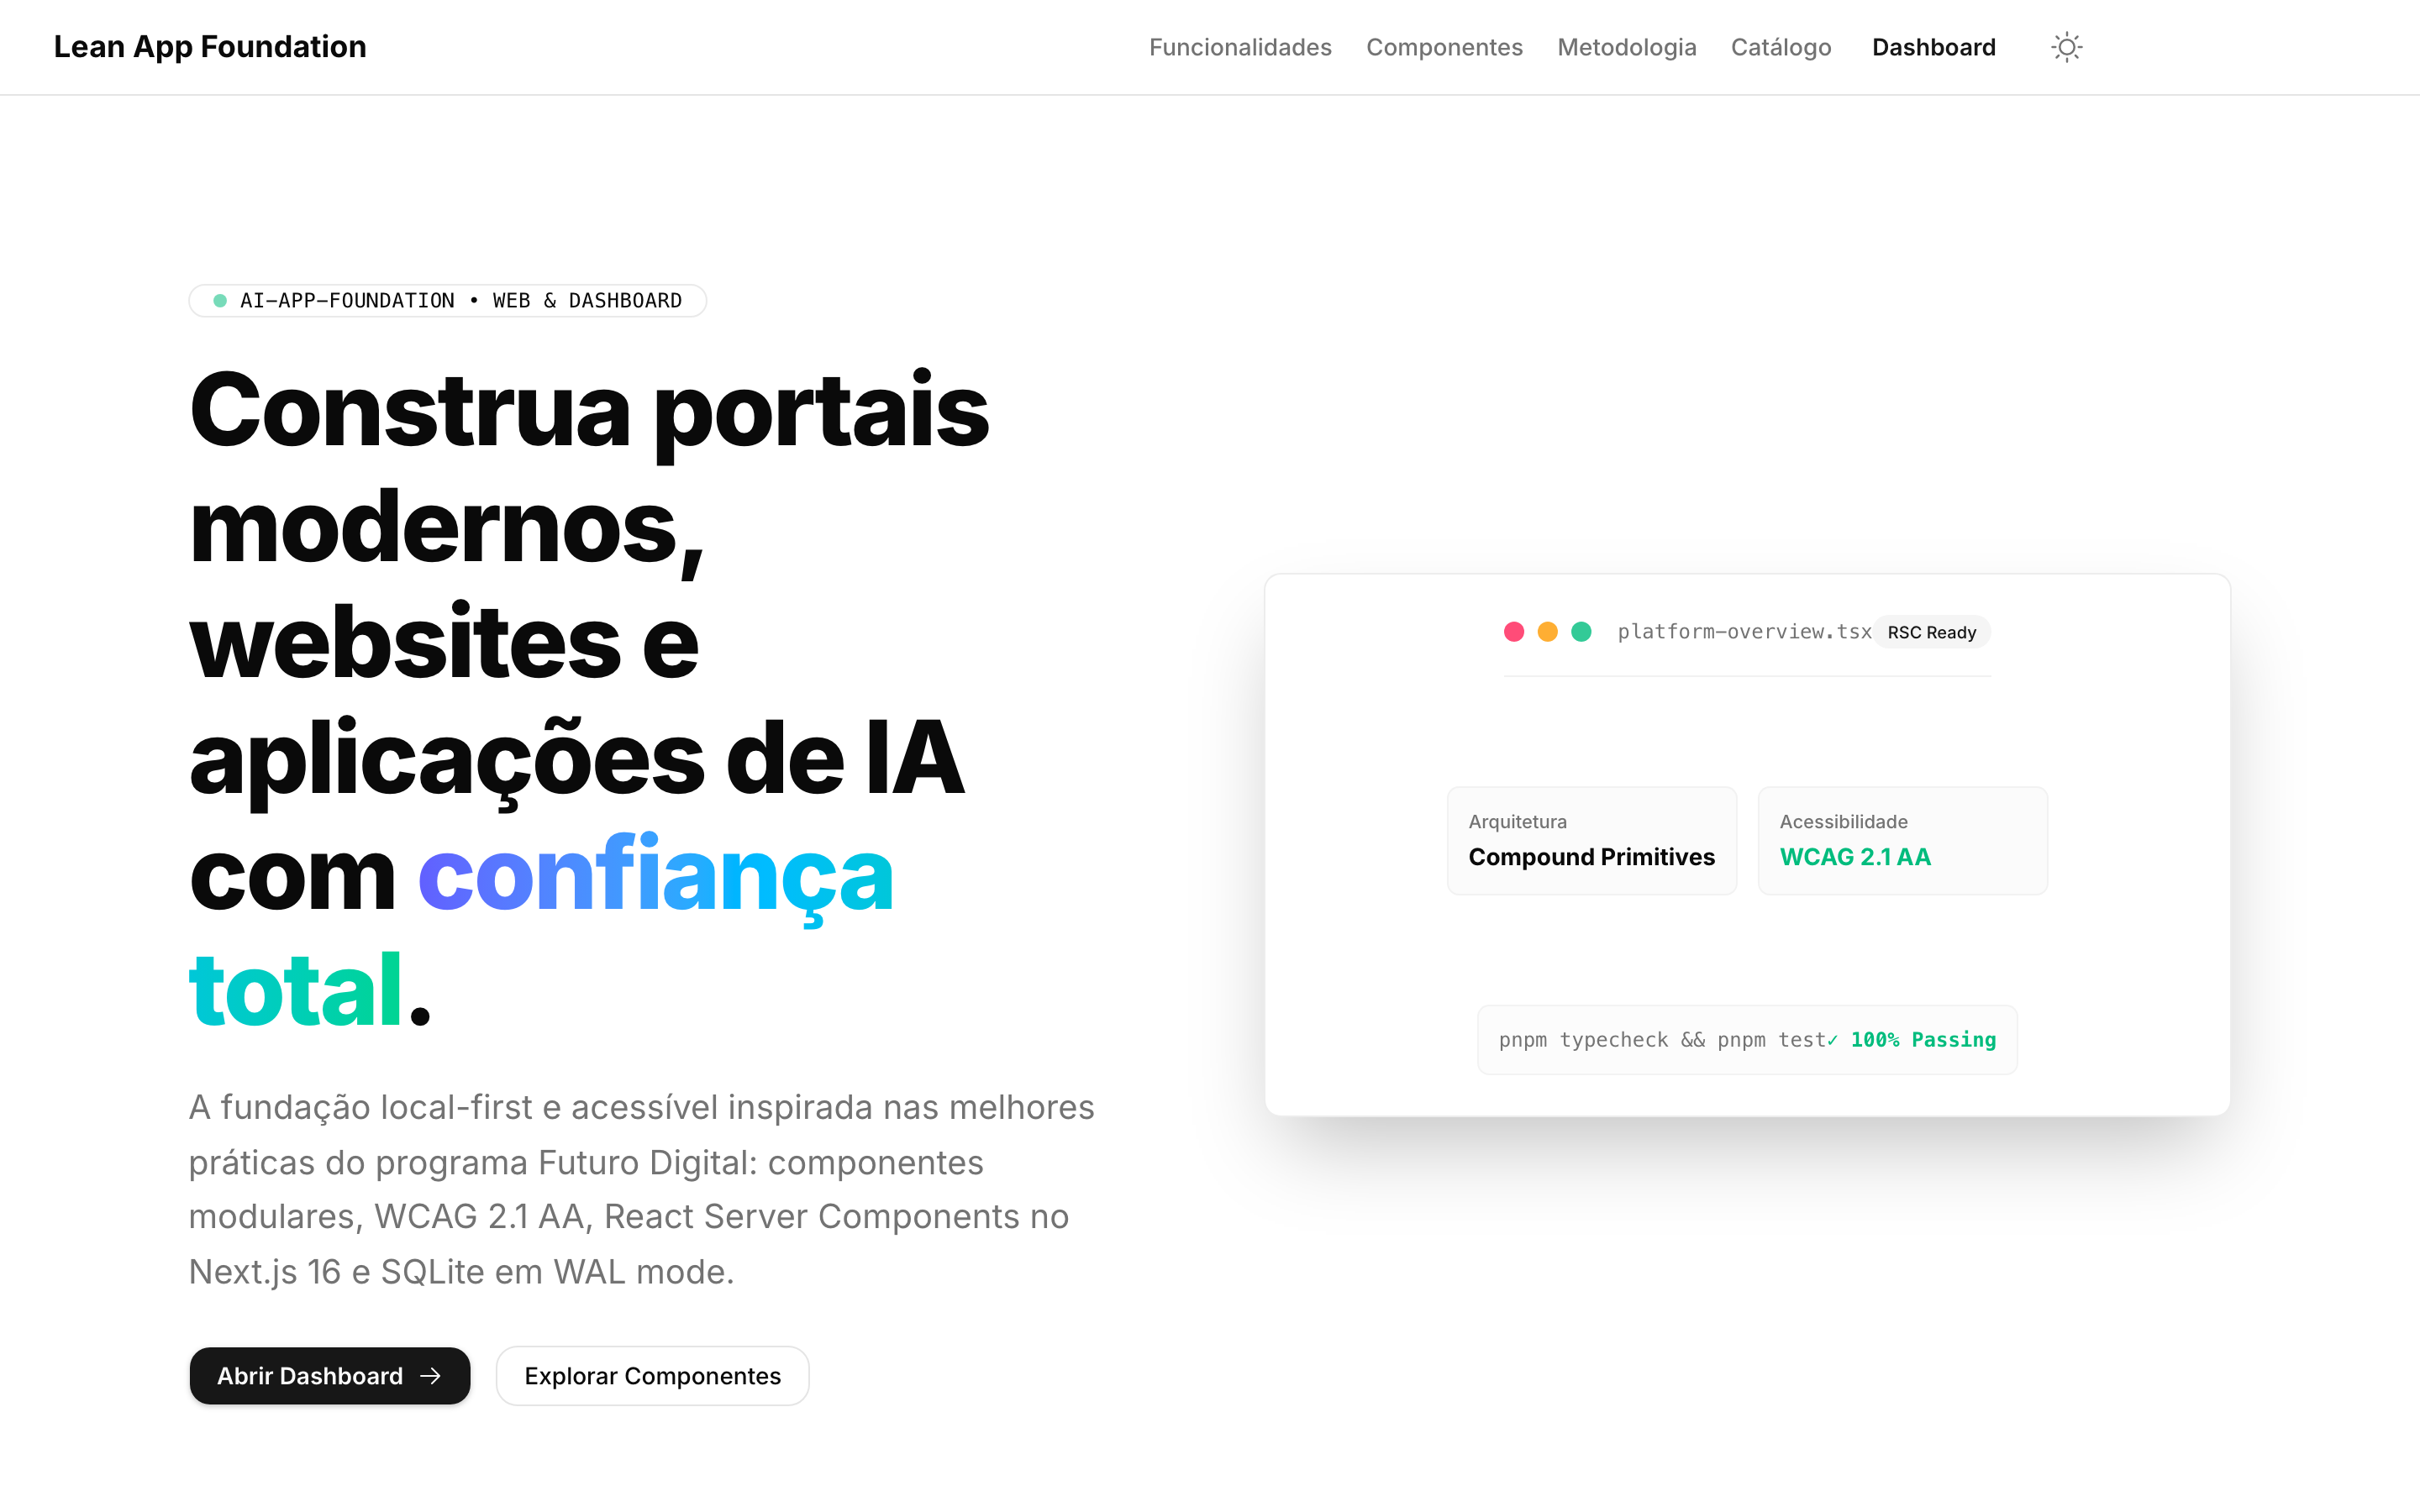 Lean App Foundation
Funcionalidades Componentes Metodologia Catálogo Dashboard
AI-APP-FOUNDATION • WEB & DASHBOARD
Construa portais
modernos,
websites e
aplicações de IA
com confiança
total.
A fundação local-first e acessível inspirada nas melhores
práticas do programa Futuro Digital: componentes
modulares, WCAG 2.1 AA, React Server Components no
Next.js 16 e SQLite em WAL mode.
Abrir Dashboard →
Explorar Componentes
platform-overview.tsx RSC Ready
Arquitetura
Compound Primitives
Acessibilidade
WCAG 2.1 AA
pnpm typecheck && pnpm test✓ 100% Passing